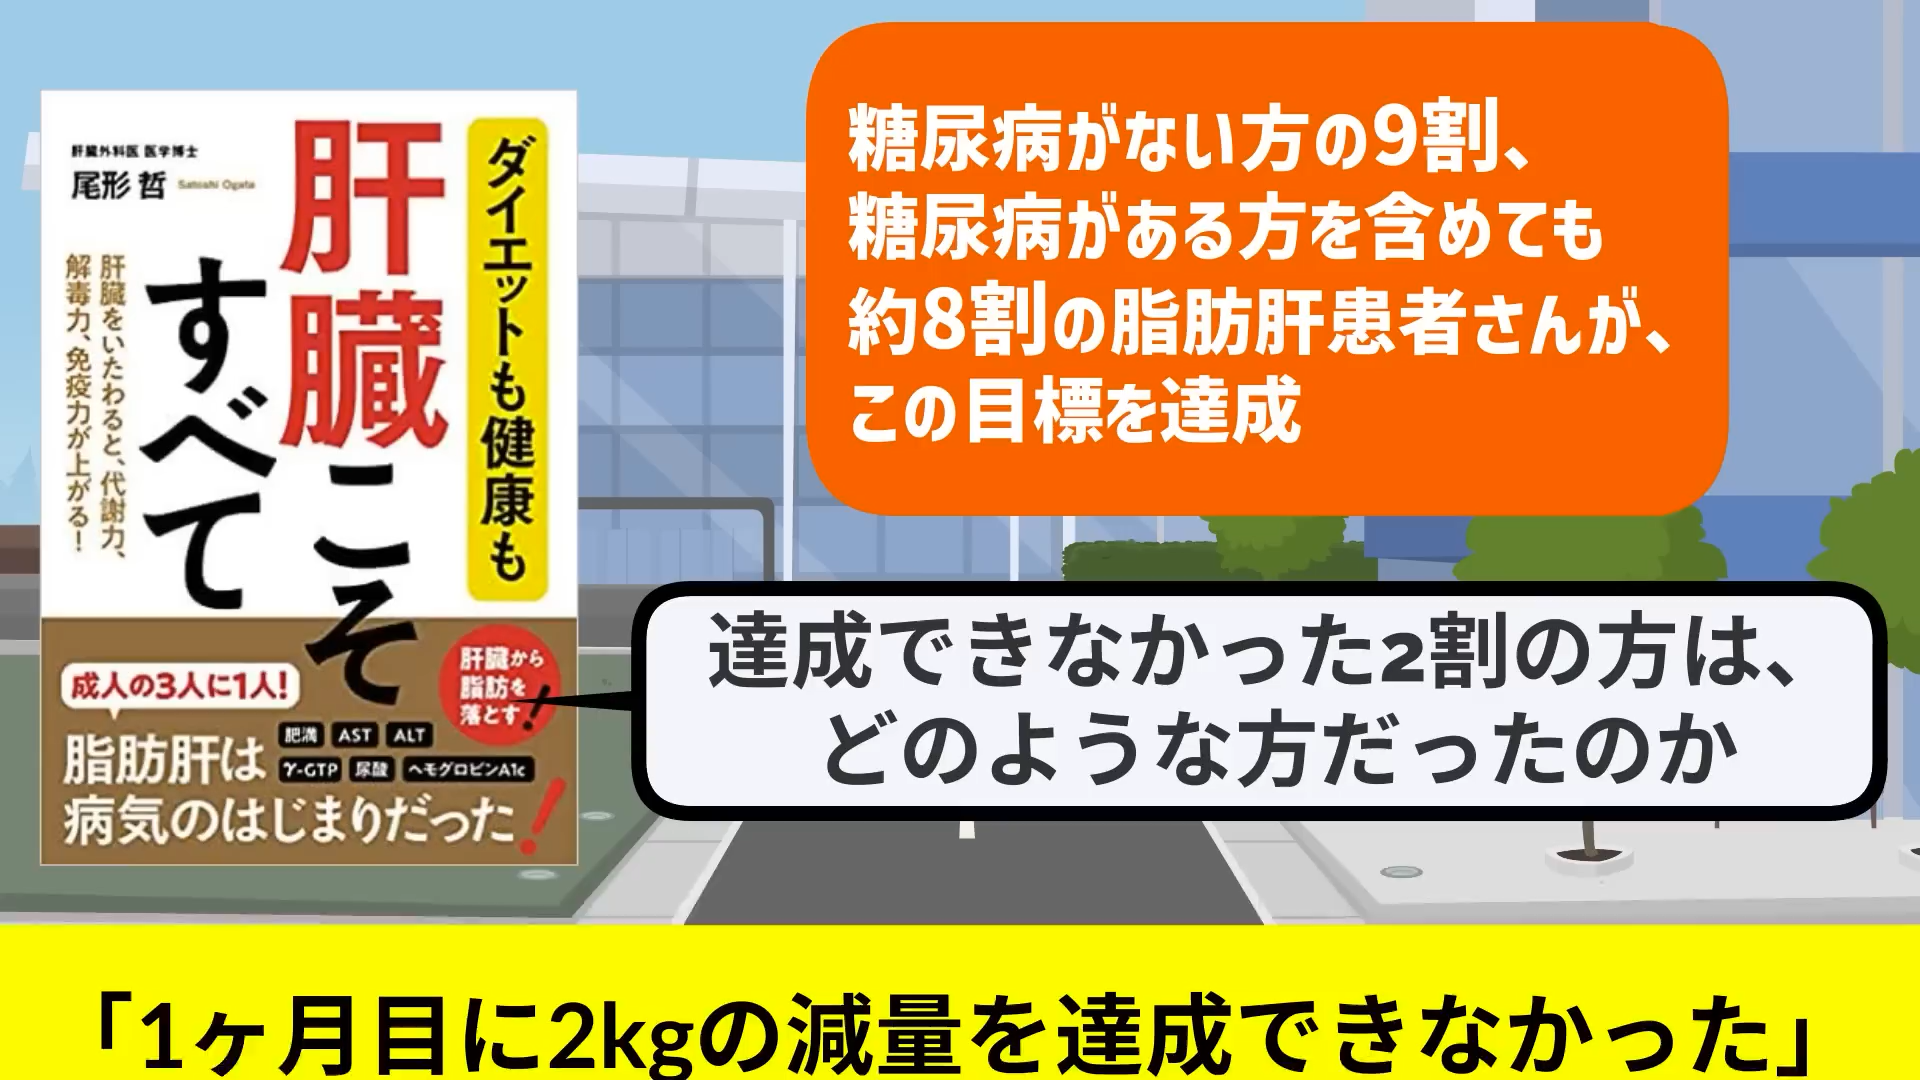 肝臓外科医 医学博士
尾形 哲 Satoshi Ogata
ダイエットも健康も
肝臓こそ
すべて
肝臓をいたわると、代謝力、
解毒力、免疫力が上がる!
成人の3人に1人!
脂肪肝は
病気のはじまりだった!
肥満 AST ALT
γ-GTP 尿酸 ヘモグロビンA1c
肝臓から
脂肪を
落とす!
糖尿病がない方の9割、
糖尿病がある方を含めても
約8割の脂肪肝患者さんが、
この目標を達成
達成できなかった2割の方は、
どのような方だったのか
「1ヶ月目に2kgの減量を達成できなかった」